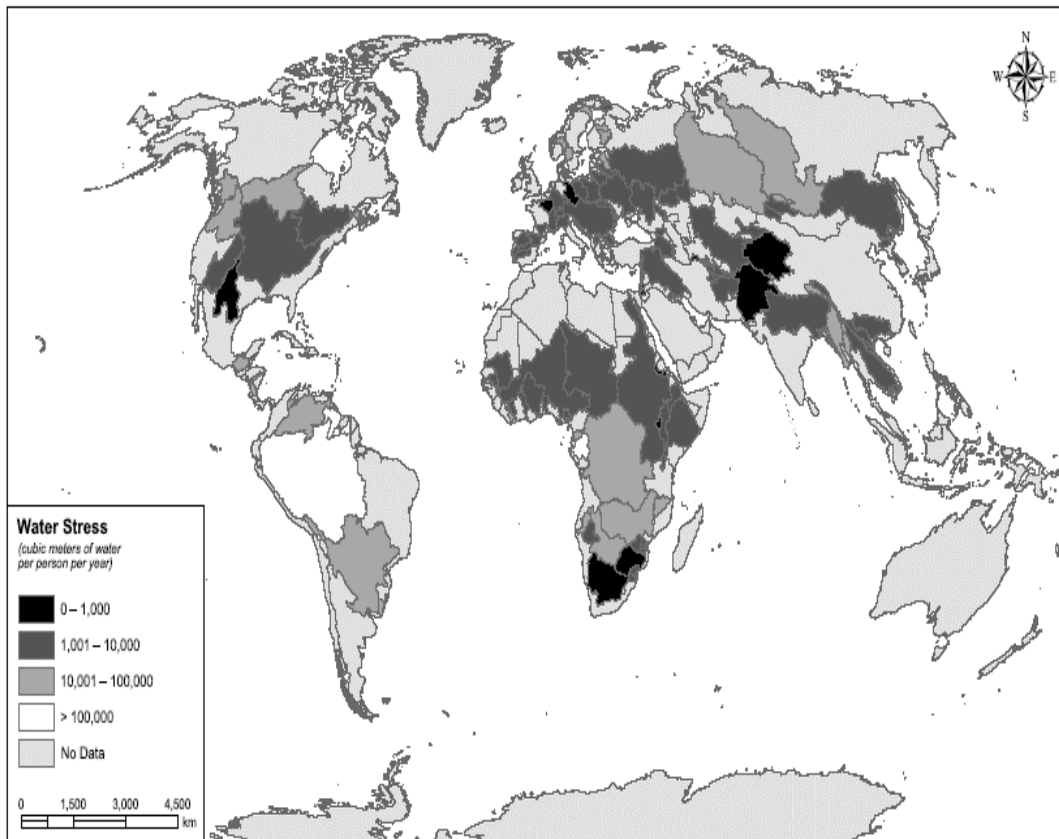 N
W E
S
Water Stress
(cubic meters of water
per person per year)
0 – 1,000
1,001 – 10,000
10,001 – 100,000
> 100,000
No Data
0 1,500 3,000 4,500
km